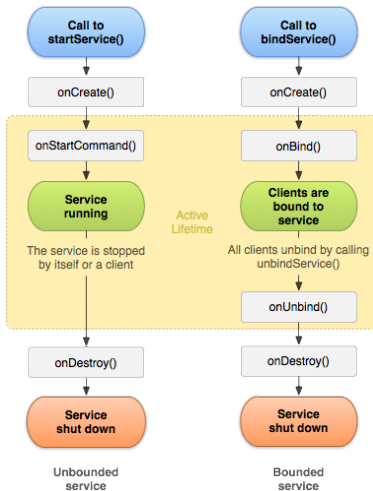 Call to
startService()
onCreate()
onStartCommand()
Service
running
The service is stopped
by itself or a client
onDestroy()
Service
shut down
Unbounded
service
Active
Lifetime
Call to
bindService()
onCreate()
onBind()
Clients are
bound to
service
All clients unbind by calling
unbindService()
onUnbind()
onDestroy()
Service
shut down
Bounded
service